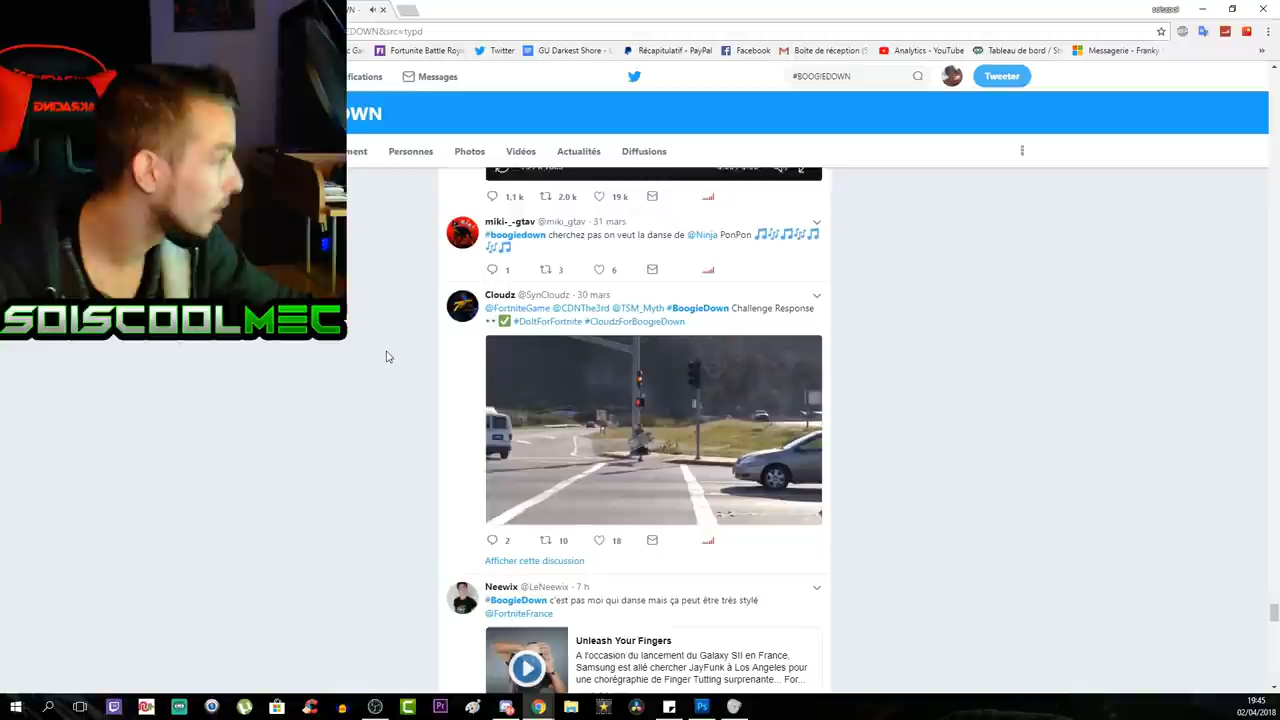 OWN
soiscool
EDOWN&src=typd
Fortnite Battle Roya
Twitter
GU Darkest Shore -
Récapitulatif - PayPal
Facebook
Boite de réception (5
Analytics - YouTube
Tableau de bord / St
Messagerie - Franky
ifications
Messages
#BOOGIEDOWN
Tweeter
OWN
ment
Personnes
Photos
Vidéos
Actualités
Diffusions
1,1 k
2.0 k
19 k
miki-_-gtav @miki_gtav · 31 mars
#boogiedown cherchez pas on veut la danse de @Ninja PonPon 🎵🎶🎵🎶🎵
🎶🎵
1
3
6
Cloudz @SynCloudz · 30 mars
@FortniteGame @CDNThe3rd @TSM_Myth #BoogieDown Challenge Response
✅ #DoItForFortnite #CloudzForBoogieDown
2
10
18
Afficher cette discussion
Neewix @LeNeewix · 7 h
#BoogieDown c'est pas moi qui danse mais ça peut être très stylé
@FortniteFrance
Unleash Your Fingers
A l'occasion du lancement du Galaxy SII en France,
Samsung est allé chercher JayFunk à Los Angeles pour
une chorégraphie de Finger Tutting surprenante... For...
SOISCOOLMEC
19:45
02/04/2018